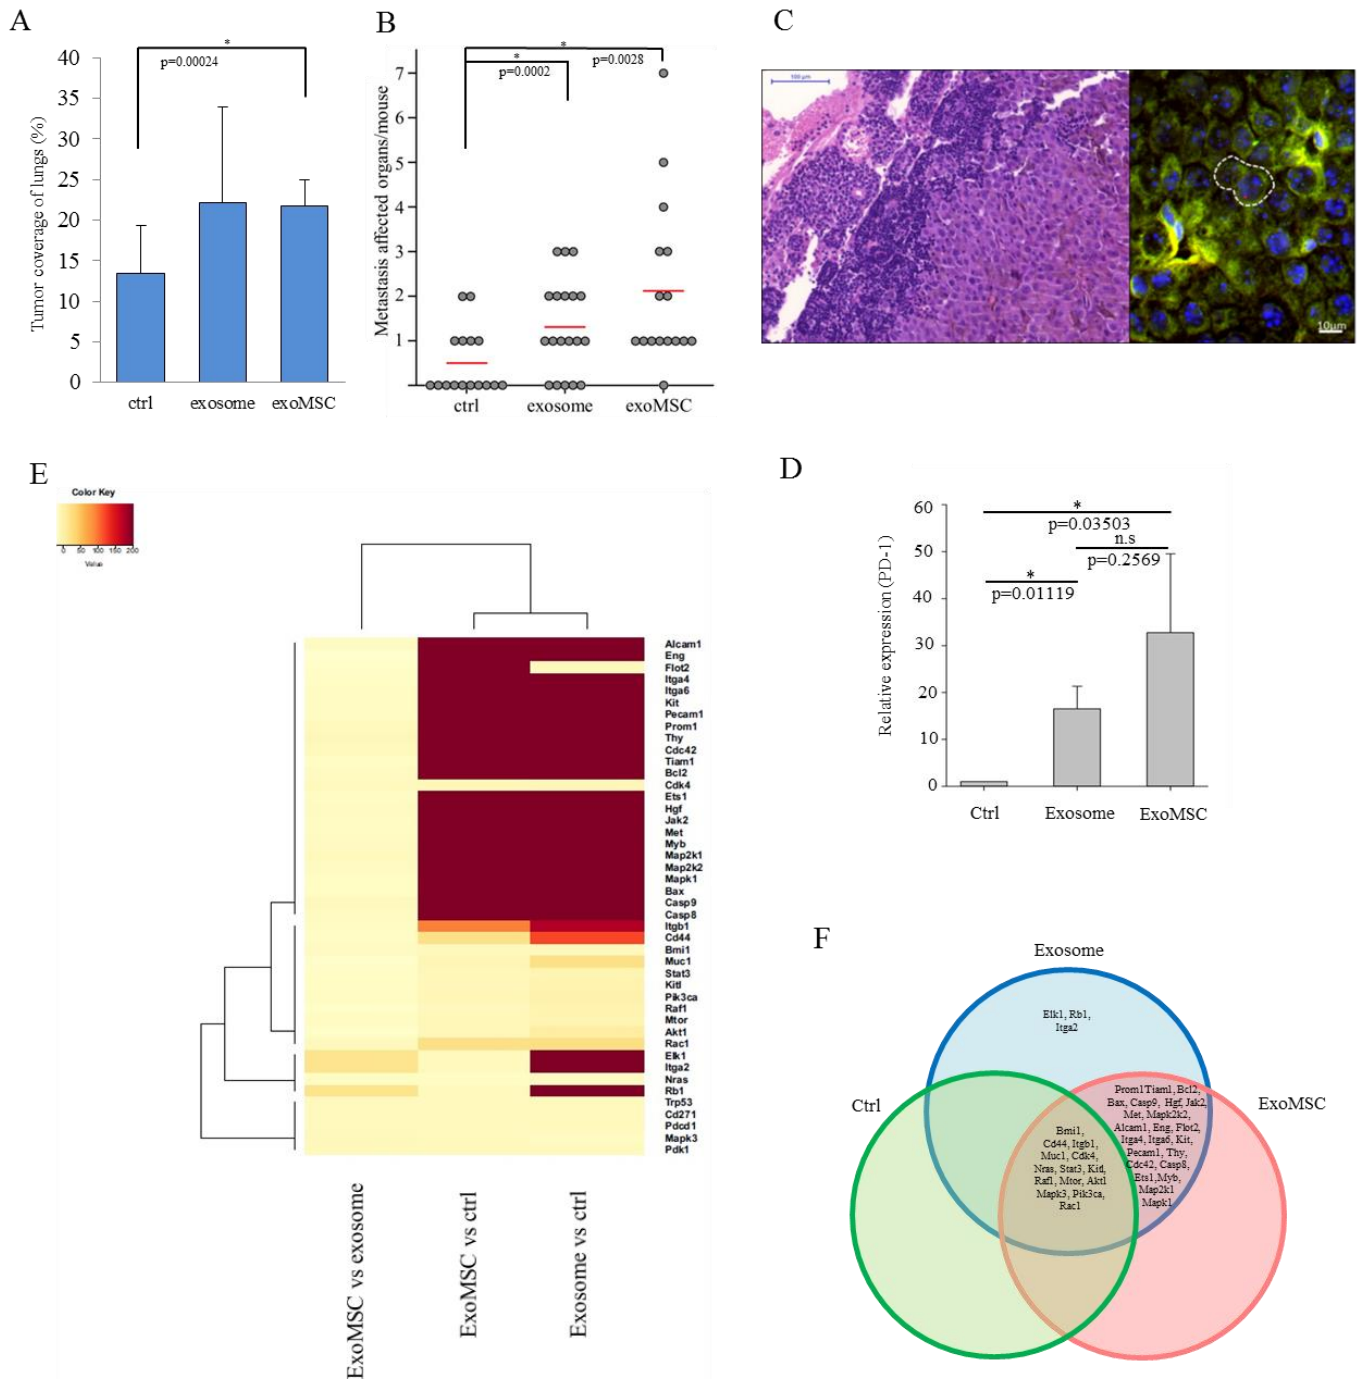 A
Tumor coverage of lungs (%)
40
35
30
25
20
15
10
5
0
*
p=0.00024
ctrl
exosome
exoMSC
B
Metastasis affected organs/mouse
7
6
5
4
3
2
1
*
*
p=0.0002
p=0.0028
ctrl
exosome
exoMSC
C
100 µm
10µm
E
Color Key
0 50 100 150 200
Value
Alcam1
Eng
Flot2
Itga4
Itga6
Kit
Pecam1
Prom1
Thy
Cdc42
Tiam1
Bcl2
Cdk4
Ets1
Hgf
Jak2
Met
Myb
Map2k1
Map2k2
Mapk1
Bax
Casp9
Casp8
Itgb1
Cd44
Bmi1
Muc1
Stat3
Kitl
Pik3ca
Raf1
Mtor
Akt1
Rac1
Elk1
Itga2
Nras
Rb1
Trp53
Cd271
Pdcd1
Mapk3
Pdk1
ExoMSC vs exosome
ExoMSC vs ctrl
Exosome vs ctrl
D
Relative expression (PD-1)
60
50
40
30
20
10
0
*
p=0.03503
n.s
p=0.2569
*
p=0.01119
Ctrl
Exosome
ExoMSC
F
Exosome
Ctrl
ExoMSC
Elk1, Rb1,
Itga2
Prom1Tiam1, Bcl2,
Bax, Casp9, Hgf, Jak2,
Met, Mapk2k2,
Alcam1, Eng, Flot2,
Itga4, Itga6, Kit,
Pecam1, Thy,
Cdc42, Casp8,
Ets1,Myb,
Map2k1
Mapk1
Bmi1,
Cd44, Itgb1,
Muc1, Cdk4,
Nras, Stat3, Kitl,
Raf1, Mtor, Akt1
Mapk3, Pik3ca,
Rac1